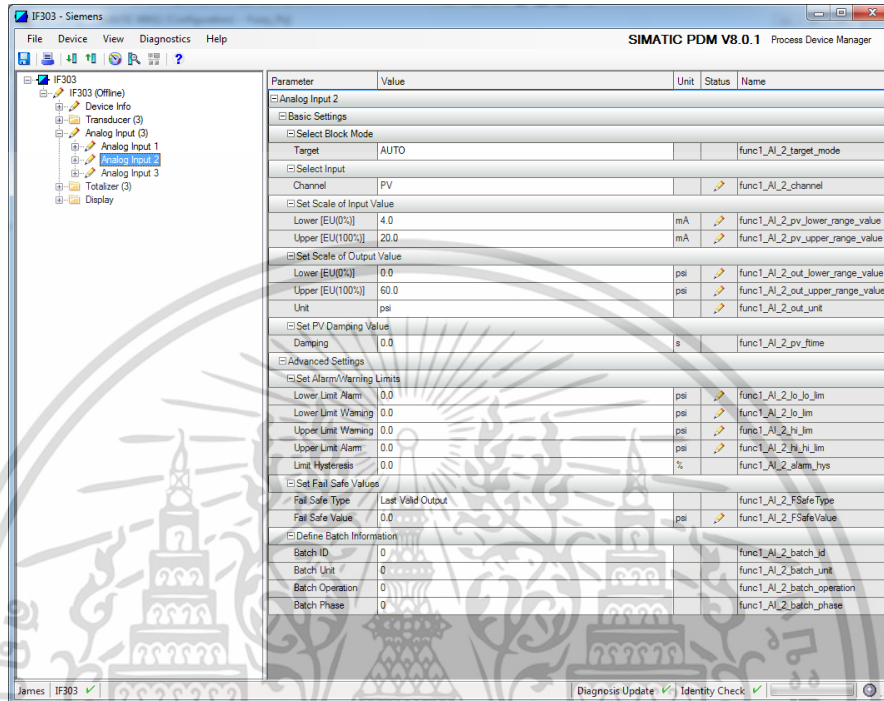 IF303 - Siemens
File Device View Diagnostics Help
SIMATIC PDM V8.0.1 Process Device Manager
IF303
IF303 (Offline)
Device Info
Transducer (3)
Analog Input (3)
Analog Input 1
Analog Input 2
Analog Input 3
Totalizer (3)
Display
Parameter Value Unit Status Name
Analog Input 2
Basic Settings
Select Block Mode
Target AUTO func1_AI_2_target_mode
Select Input
Channel PV func1_AI_2_channel
Set Scale of Input Value
Lower [EU(0%)] 4.0 mA func1_AI_2_pv_lower_range_value
Upper [EU(100%)] 20.0 mA func1_AI_2_pv_upper_range_value
Set Scale of Output Value
Lower [EU(0%)] 0.0 psi func1_AI_2_out_lower_range_value
Upper [EU(100%)] 60.0 psi func1_AI_2_out_upper_range_value
Unit psi func1_AI_2_out_unit
Set PV Damping Value
Damping 0.0 s func1_AI_2_pv_ftime
Advanced Settings
Set Alarm/Warning Limits
Lower Limit Alarm 0.0 psi func1_AI_2_lo_lo_lim
Lower Limit Warning 0.0 psi func1_AI_2_lo_lim
Upper Limit Warning 0.0 psi func1_AI_2_hi_lim
Upper Limit Alarm 0.0 psi func1_AI_2_hi_hi_lim
Limit Hysteresis 0.0 % func1_AI_2_alarm_hys
Set Fail Safe Values
Fail Safe Type Last Valid Output func1_AI_2_FSafeType
Fail Safe Value 0.0 psi func1_AI_2_FSafeValue
Define Batch Information
Batch ID 0 func1_AI_2_batch_id
Batch Unit 0 func1_AI_2_batch_unit
Batch Operation 0 func1_AI_2_batch_operation
Batch Phase 0 func1_AI_2_batch_phase
James IF303 Diagnosis Update Identity Check